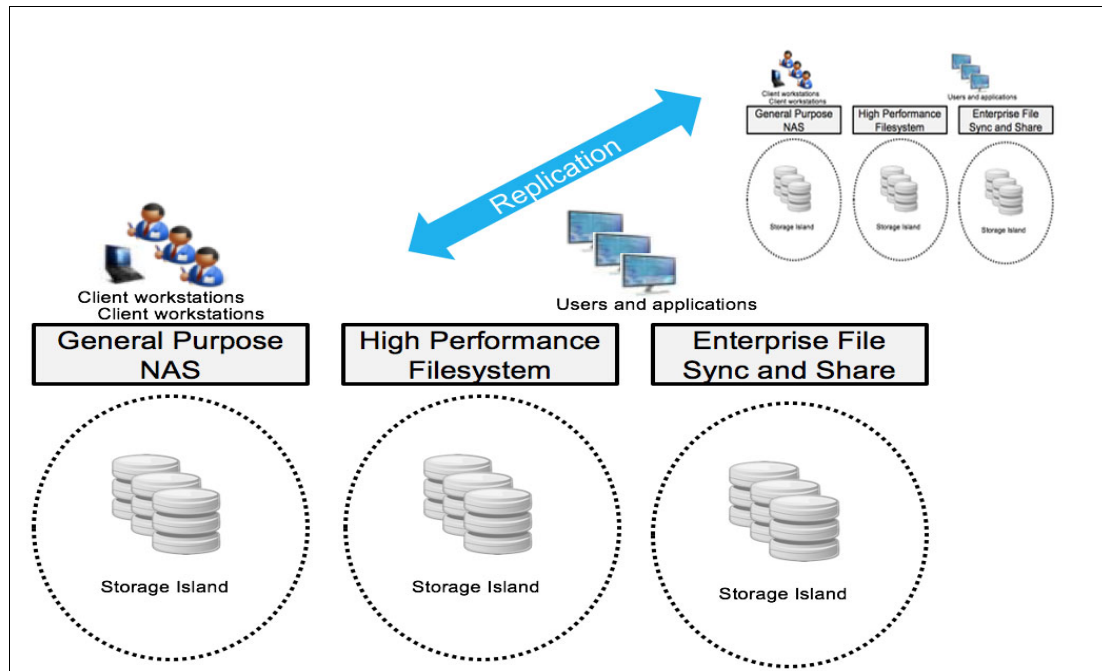 Client workstations
Client workstations
Users and applications
General Purpose
NAS
High Performance
Filesystem
Enterprise File
Sync and Share
Storage Island
Storage Island
Storage Island
Replication
Client workstations
Client workstations
Users and applications
General Purpose
NAS
High Performance
Filesystem
Enterprise File
Sync and Share
Storage Island
Storage Island
Storage Island